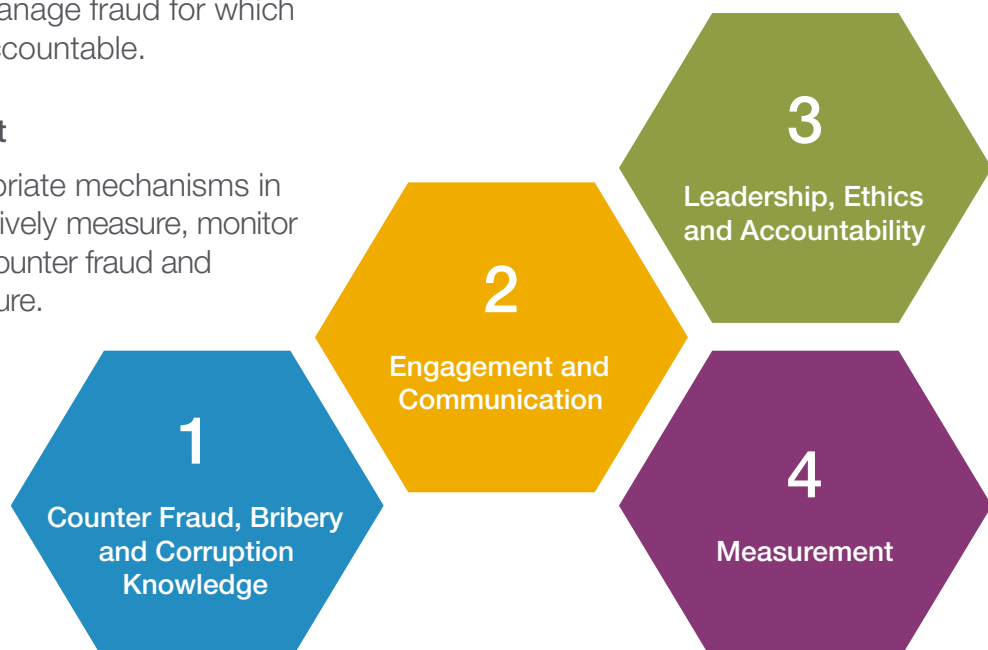 anage fraud for which
ccountable.
t
priate mechanisms in
tively measure, monitor
ounter fraud and
ure.
3
Leadership, Ethics
and Accountability
2
Engagement and
Communication
1
Counter Fraud, Bribery
and Corruption
Knowledge
4
Measurement